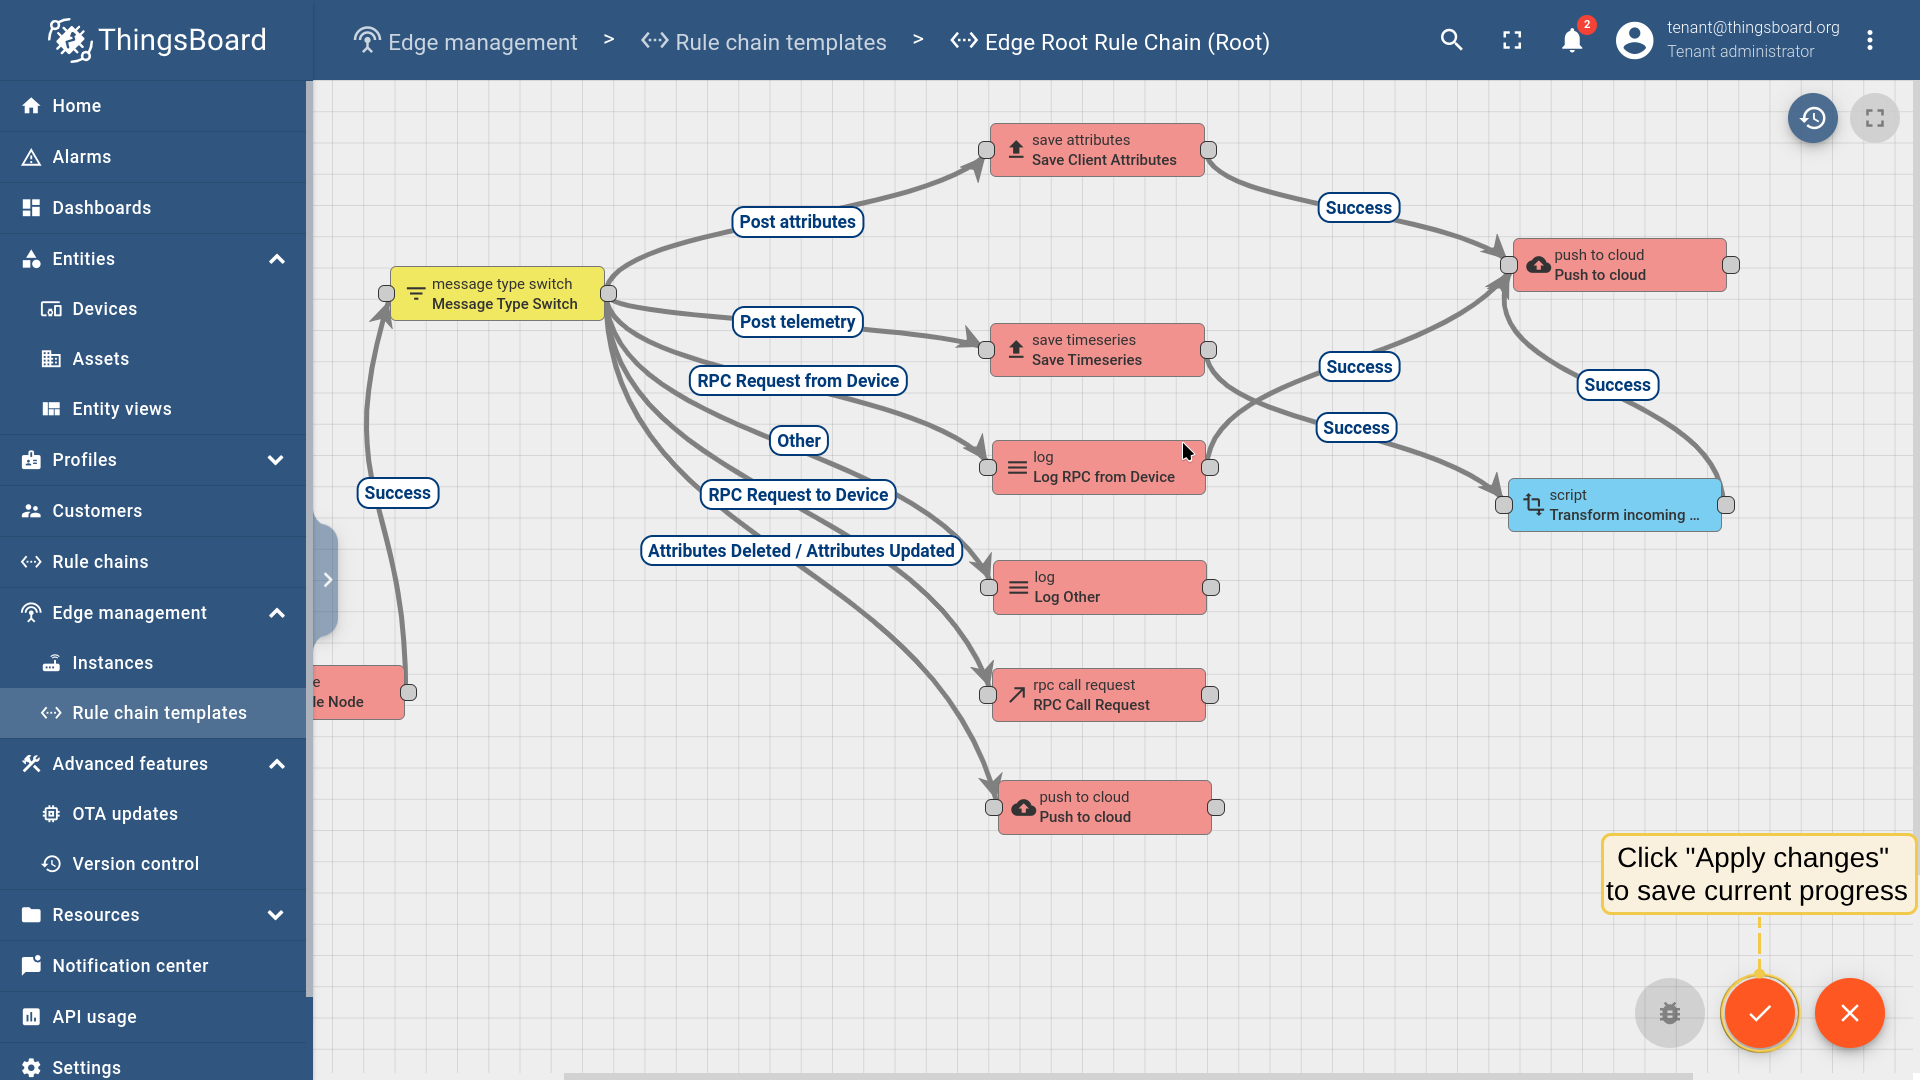 ThingsBoard
Edge management > Rule chain templates > Edge Root Rule Chain (Root)
2
tenant@thingsboard.org
Tenant administrator
Home
Alarms
Dashboards
Entities
Devices
Assets
Entity views
Profiles
Customers
Rule chains
Edge management
Instances
Rule chain templates
Advanced features
OTA updates
Version control
Resources
Notification center
API usage
Settings
save attributes
Save Client Attributes
Post attributes
Success
push to cloud
Push to cloud
message type switch
Message Type Switch
Post telemetry
save timeseries
Save Timeseries
RPC Request from Device
Success
Success
Other
Success
log
Log RPC from Device
Success
RPC Request to Device
script
Transform incoming ...
Attributes Deleted / Attributes Updated
log
Log Other
e
le Node
rpc call request
RPC Call Request
push to cloud
Push to cloud
Click "Apply changes"
to save current progress